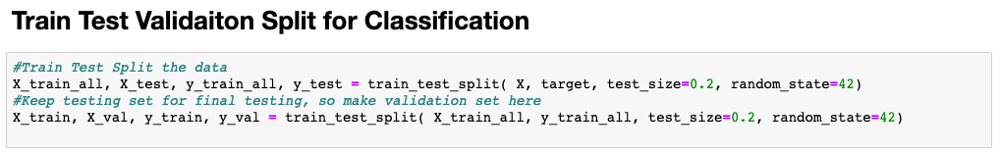 Train Test Validaiton Split for Classification
#Train Test Split the data
X_train_all, X_test, y_train_all, y_test = train_test_split( X, target, test_size=0.2, random_state=42)
#Keep testing set for final testing, so make validation set here
X_train, X_val, y_train, y_val = train_test_split( X_train_all, y_train_all, test_size=0.2, random_state=42)